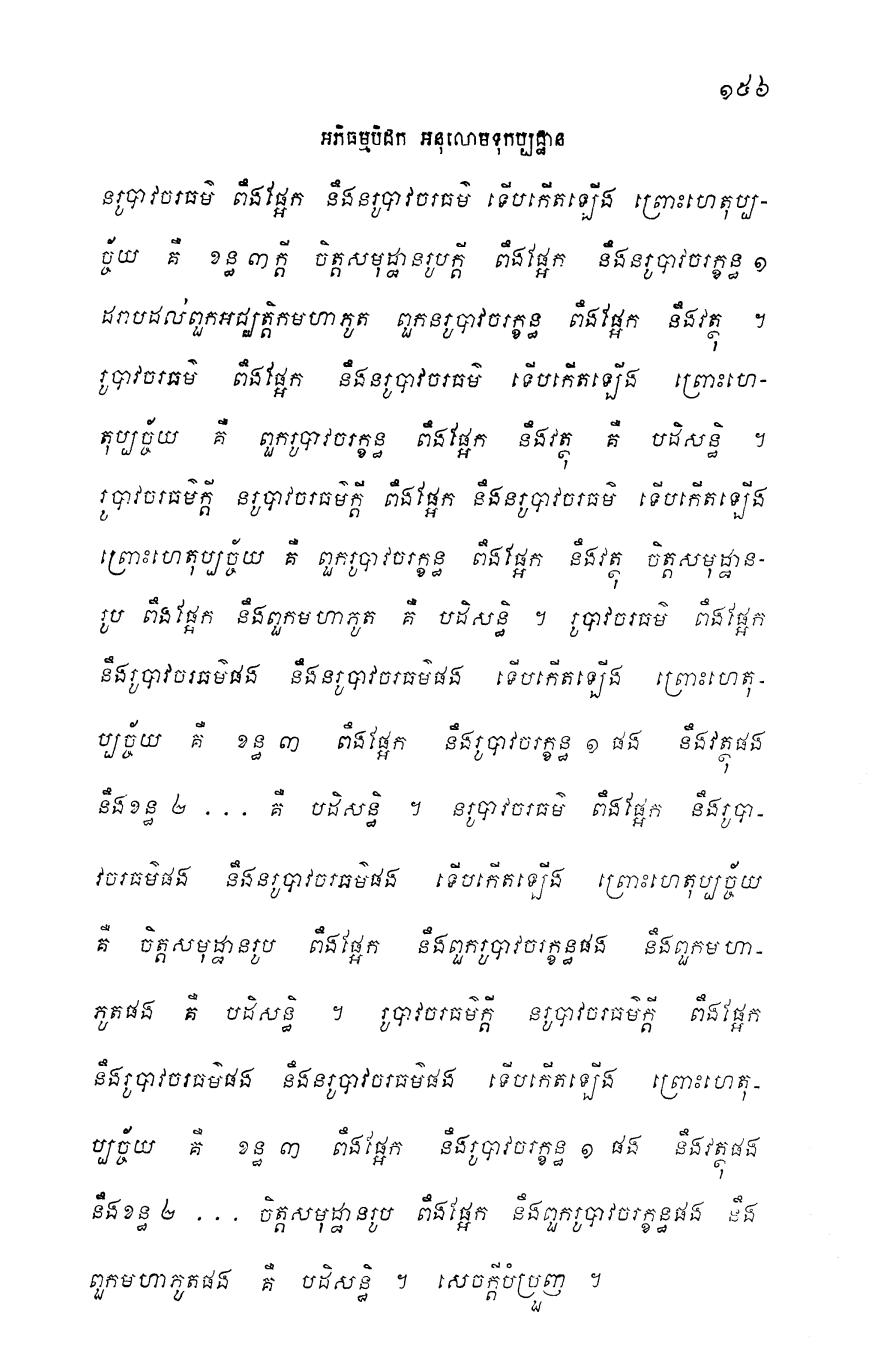 ១៥៦
អភិធម្មបិដក អនុលោមទុកប្បដ្ឋាន
នរូបាវចរធម៌ ពឹងផ្អែក នឹងនរូបាវចរធម៌ ទើបកើតឡើង ព្រោះហេតុប្ប-
ច្ច័យ គឺ ខន្ធ ៣ក្តី ចិត្តសមុដ្ឋានរូបក្តី ពឹងផ្អែក នឹងនរូបាវចរក្ខន្ធ ១
ដរាបដល់ពួកអជ្ឈត្តិកមហាភូត ពួកនរូបាវចរក្ខន្ធ ពឹងផ្អែក នឹងវត្ថុ ។
រូបាវចរធម៌ ពឹងផ្អែក នឹងនរូបាវចរធម៌ ទើបកើតឡើង ព្រោះហេ-
តុប្បច្ច័យ គឺ ពួករូបាវចរក្ខន្ធ ពឹងផ្អែក នឹងវត្ថុ គឺ បដិសន្ធិ ។
រូបាវចរធម៌ក្តី នរូបាវចរធម៌ក្តី ពឹងផ្អែក នឹងនរូបាវចរធម៌ ទើបកើតឡើង
ព្រោះហេតុប្បច្ច័យ គឺ ពួករូបាវចរក្ខន្ធ ពឹងផ្អែក នឹងវត្ថុ ចិត្តសមុដ្ឋាន-
រូប ពឹងផ្អែក នឹងពួកមហាភូត គឺ បដិសន្ធិ ។ រូបាវចរធម៌ ពឹងផ្អែក
នឹងរូបាវចរធម៌ផង នឹងនរូបាវចរធម៌ផង ទើបកើតឡើង ព្រោះហេតុ-
ប្បច្ច័យ គឺ ខន្ធ ៣ ពឹងផ្អែក នឹងរូបាវចរក្ខន្ធ ១ ផង នឹងវត្ថុផង
នឹងខន្ធ ២ ... គឺ បដិសន្ធិ ។ នរូបាវចរធម៌ ពឹងផ្អែក នឹងរូបា-
វចរធម៌ផង នឹងនរូបាវចរធម៌ផង ទើបកើតឡើង ព្រោះហេតុប្បច្ច័យ
គឺ ចិត្តសមុដ្ឋានរូប ពឹងផ្អែក នឹងពួករូបាវចរក្ខន្ធផង នឹងពួកមហា-
ភូតផង គឺ បដិសន្ធិ ។ រូបាវចរធម៌ក្តី នរូបាវចរធម៌ក្តី ពឹងផ្អែក
នឹងរូបាវចរធម៌ផង នឹងនរូបាវចរធម៌ផង ទើបកើតឡើង ព្រោះហេតុ-
ប្បច្ច័យ គឺ ខន្ធ ៣ ពឹងផ្អែក នឹងរូបាវចរក្ខន្ធ ១ ផង នឹងវត្ថុផង
នឹងខន្ធ ២ ... ចិត្តសមុដ្ឋានរូប ពឹងផ្អែក នឹងពួករូបាវចរក្ខន្ធផង នឹង
ពួកមហាភូតផង គឺ បដិសន្ធិ ។ សេចក្តីបំប្រួញ ។